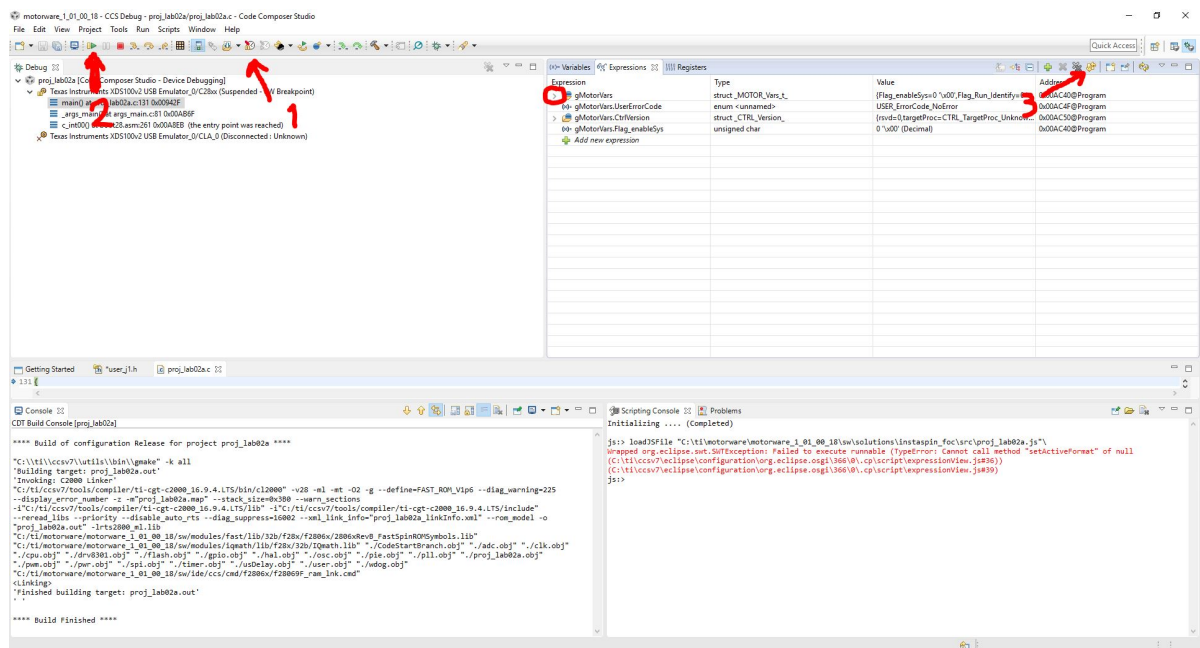 motorware_1_01_00_18 - CCS Debug - proj_lab02a/proj_lab02a.c - Code Composer Studio
File Edit View Project Tools Run Scripts Window Help
Quick Access
Debug
proj_lab02a [Code Composer Studio - Device Debugging]
Texas Instruments XDS100v2 USB Emulator_0/C28xx (Suspended - SW Breakpoint)
main() at proj_lab02a.c:131 0x00942F
_args_main() at args_main.c:81 0x00AB6F
c_int00() at boot28.asm:261 0x00A8EB (the entry point was reached)
Texas Instruments XDS100v2 USB Emulator_0/CLA_0 (Disconnected : Unknown)
1
2
3
(x)= Variables Expressions Registers
Expression Type Value Address
gMotorVars struct _MOTOR_Vars_t_ {Flag_enableSys=0 '\x00',Flag_Run_Identify= 0x00AC40@Program
gMotorVars.UserErrorCode enum <unnamed> USER_ErrorCode_NoError 0x00AC4F@Program
gMotorVars.CtrlVersion struct _CTRL_Version_ {rsvd=0,targetProc=CTRL_TargetProc_Unknow... 0x00AC50@Program
(x)= gMotorVars.Flag_enableSys unsigned char 0 '\x00' (Decimal) 0x00AC40@Program
Add new expression
Getting Started *user_j1.h proj_lab02a.c
131 {
Console
CDT Build Console [proj_lab02a]
**** Build of configuration Release for project proj_lab02a ****
"C:\\ti\\ccsv7\\utils\\bin\\gmake" -k all
'Building target: proj_lab02a.out'
'Invoking: C2000 Linker'
"C:/ti/ccsv7/tools/compiler/ti-cgt-c2000_16.9.4.LTS/bin/cl2000" -v28 -ml -mt -O2 -g --define=FAST_ROM_V1p6 --diag_warning=225
--display_error_number -z -m"proj_lab02a.map" --stack_size=0x380 --warn_sections
-i"C:/ti/ccsv7/tools/compiler/ti-cgt-c2000_16.9.4.LTS/lib" -i"C:/ti/ccsv7/tools/compiler/ti-cgt-c2000_16.9.4.LTS/include"
--reread_libs --priority --disable_auto_rts --diag_suppress=16002 --xml_link_info="proj_lab02a_linkInfo.xml" --rom_model -o
"proj_lab02a.out" -lrts2800_ml.lib
"C:/ti/motorware/motorware_1_01_00_18/sw/modules/fast/lib/32b/f28x/f2806x/2806xRevB_FastSpinROMSymbols.lib"
"C:/ti/motorware/motorware_1_01_00_18/sw/modules/iqmath/lib/f28x/32b/IQmath.lib" "./CodeStartBranch.obj" "./adc.obj" "./clk.obj"
"./cpu.obj" "./drv8301.obj" "./flash.obj" "./gpio.obj" "./hal.obj" "./osc.obj" "./pie.obj" "./pll.obj" "./proj_lab02a.obj"
"./pwm.obj" "./pwr.obj" "./spi.obj" "./timer.obj" "./usDelay.obj" "./user.obj" "./wdog.obj"
"C:/ti/motorware/motorware_1_01_00_18/sw/ide/ccs/cmd/f2806x/f28069F_ram_lnk.cmd"
<Linking>
'Finished building target: proj_lab02a.out'
' '
**** Build Finished ****
Scripting Console Problems
Initializing .... (Completed)
js:> loadJSFile "C:\ti\motorware\motorware_1_01_00_18\sw\solutions\instaspin_foc\src\proj_lab02a.js"\
Wrapped org.eclipse.swt.SWTException: Failed to execute runnable (TypeError: Cannot call method "setActiveFormat" of null
(C:\ti\ccsv7\eclipse\configuration\org.eclipse.osgi\366\0\.cp\script\expressionView.js#36))
(C:\ti\ccsv7\eclipse\configuration\org.eclipse.osgi\366\0\.cp\script\expressionView.js#39)
js:>